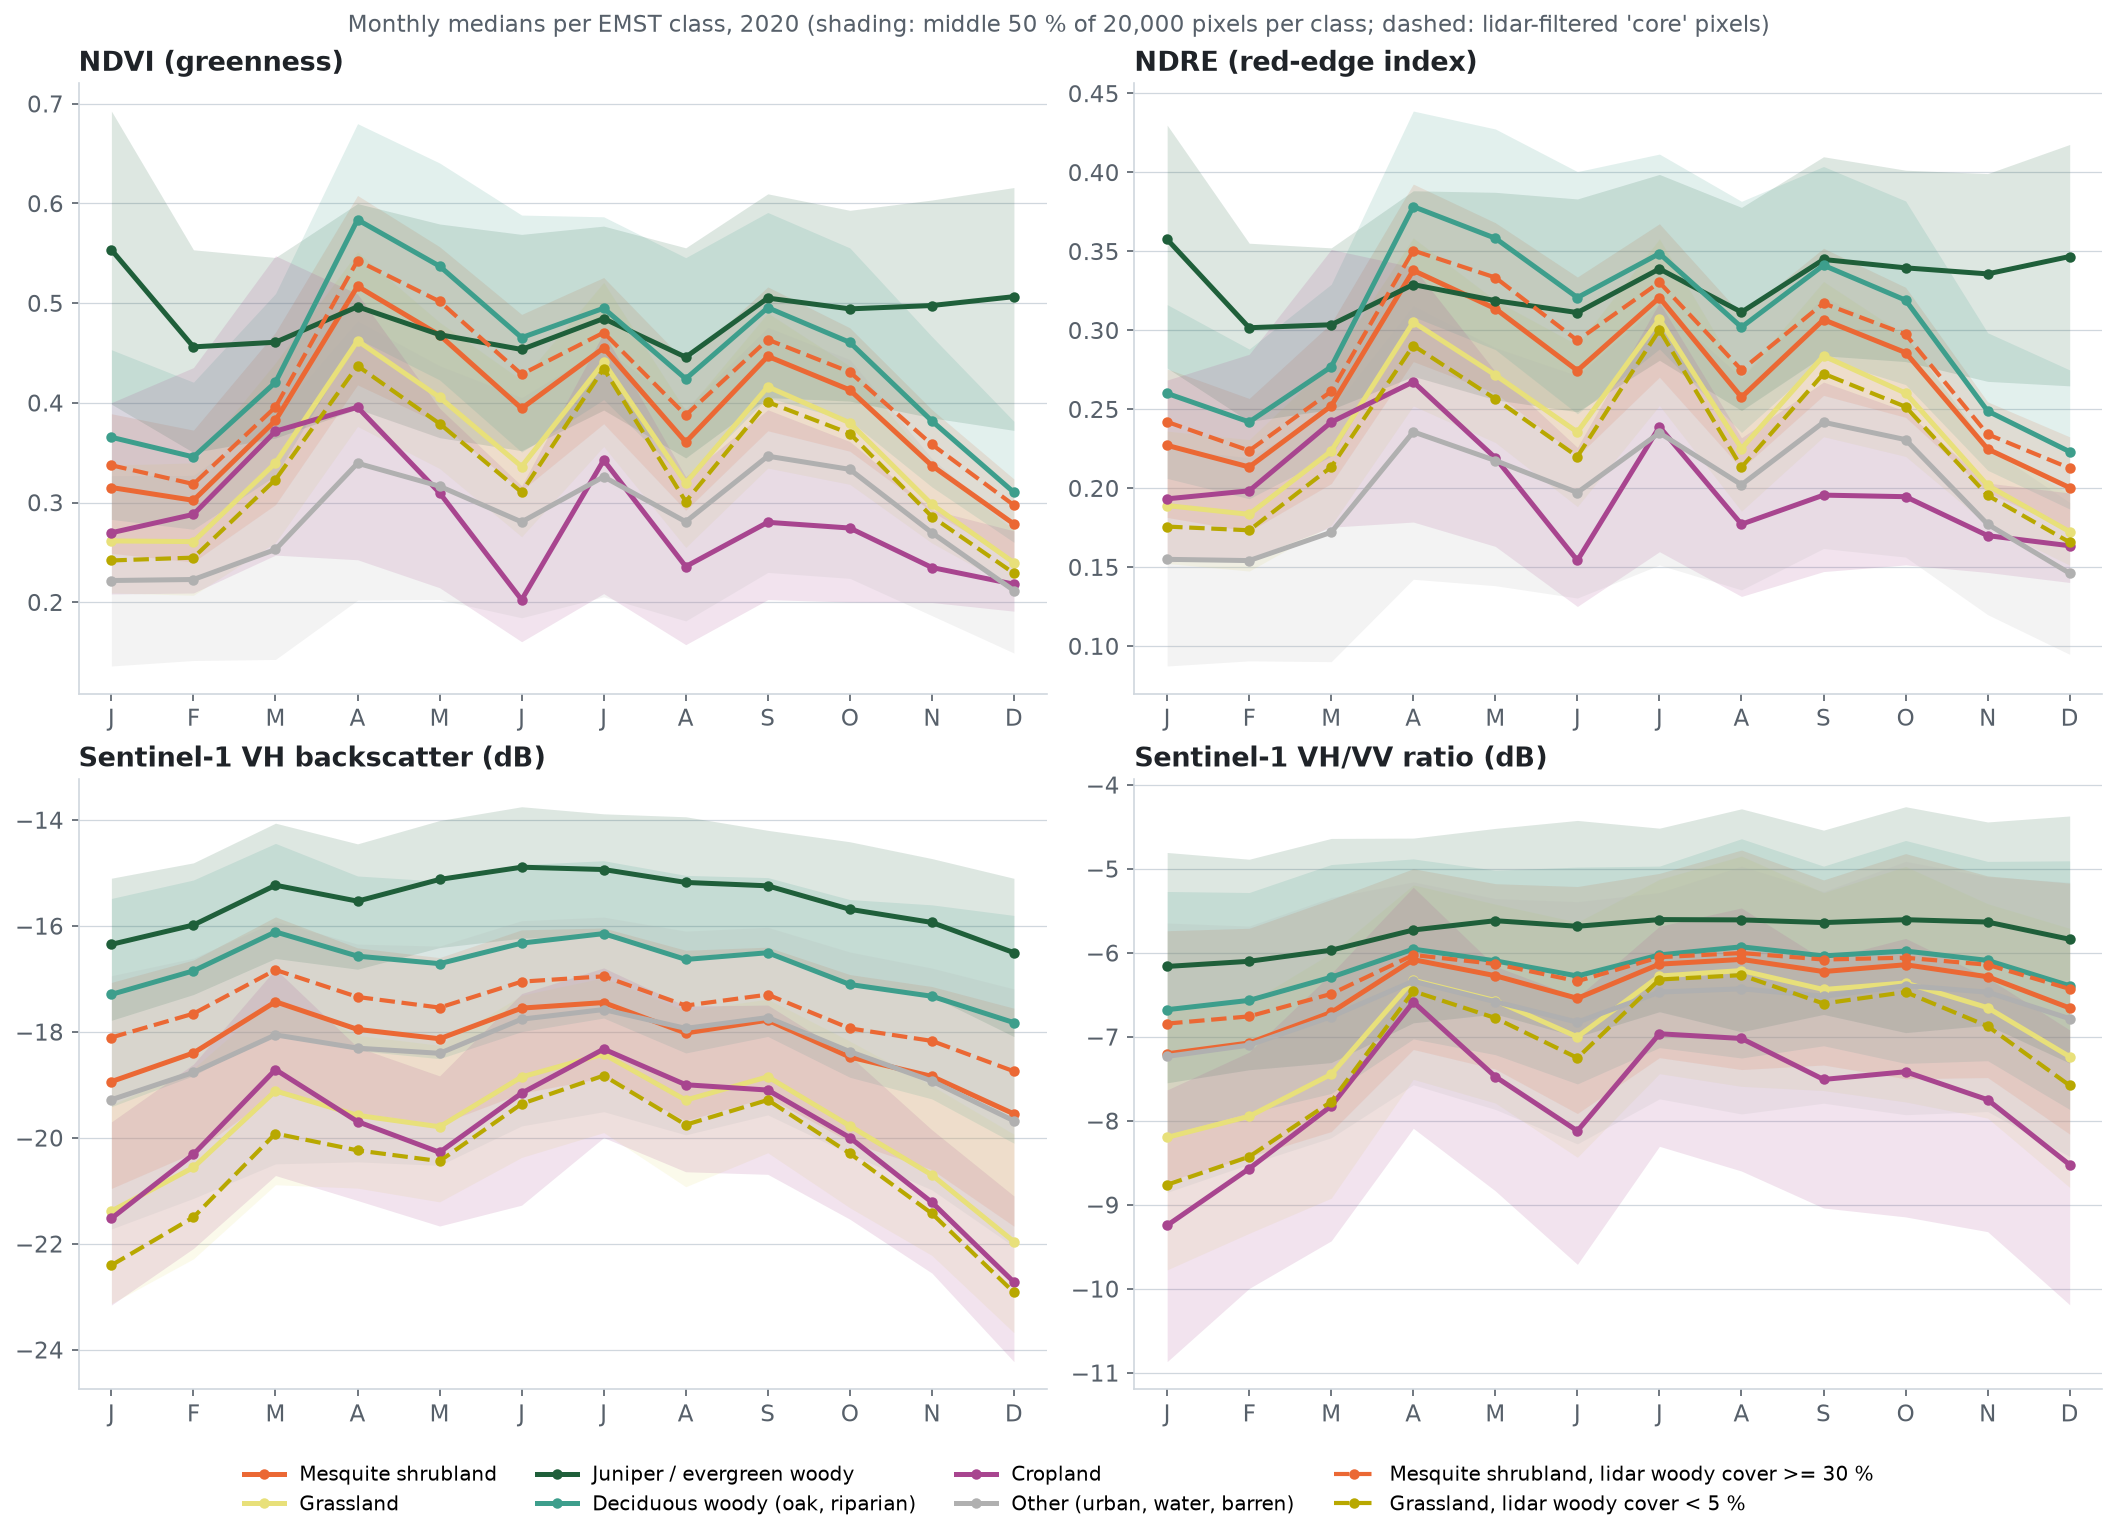 Monthly medians per EMST class, 2020 (shading: middle 50 % of 20,000 pixels per class; dashed: lidar-filtered 'core' pixels)
NDVI (greenness)
0.7
0.6
0.5
0.4
0.3
0.2
J F M A M J J A S O N D
NDRE (red-edge index)
0.45
0.40
0.35
0.30
0.25
0.20
0.15
0.10
J F M A M J J A S O N D
Sentinel-1 VH backscatter (dB)
−14
−16
−18
−20
−22
−24
J F M A M J J A S O N D
Sentinel-1 VH/VV ratio (dB)
−4
−5
−6
−7
−8
−9
−10
−11
J F M A M J J A S O N D
Mesquite shrubland
Grassland
Juniper / evergreen woody
Deciduous woody (oak, riparian)
Cropland
Other (urban, water, barren)
Mesquite shrubland, lidar woody cover >= 30 %
Grassland, lidar woody cover < 5 %